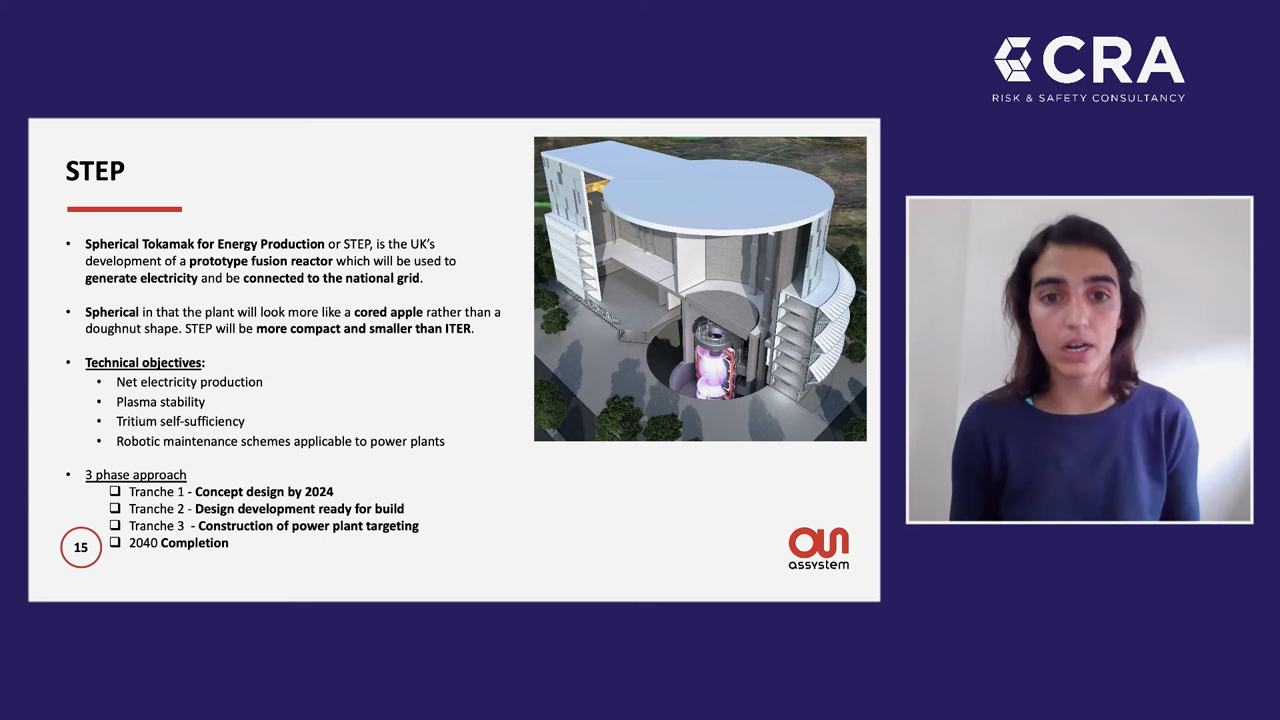 CRA
RISK & SAFETY CONSULTANCY
STEP
• Spherical Tokamak for Energy Production or STEP, is the UK's
development of a prototype fusion reactor which will be used to
generate electricity and be connected to the national grid.
• Spherical in that the plant will look more like a cored apple rather than a
doughnut shape. STEP will be more compact and smaller than ITER.
• Technical objectives:
• Net electricity production
• Plasma stability
• Tritium self-sufficiency
• Robotic maintenance schemes applicable to power plants
• 3 phase approach
❑ Tranche 1 - Concept design by 2024
❑ Tranche 2 - Design development ready for build
❑ Tranche 3 - Construction of power plant targeting
❑ 2040 Completion
15
assystem